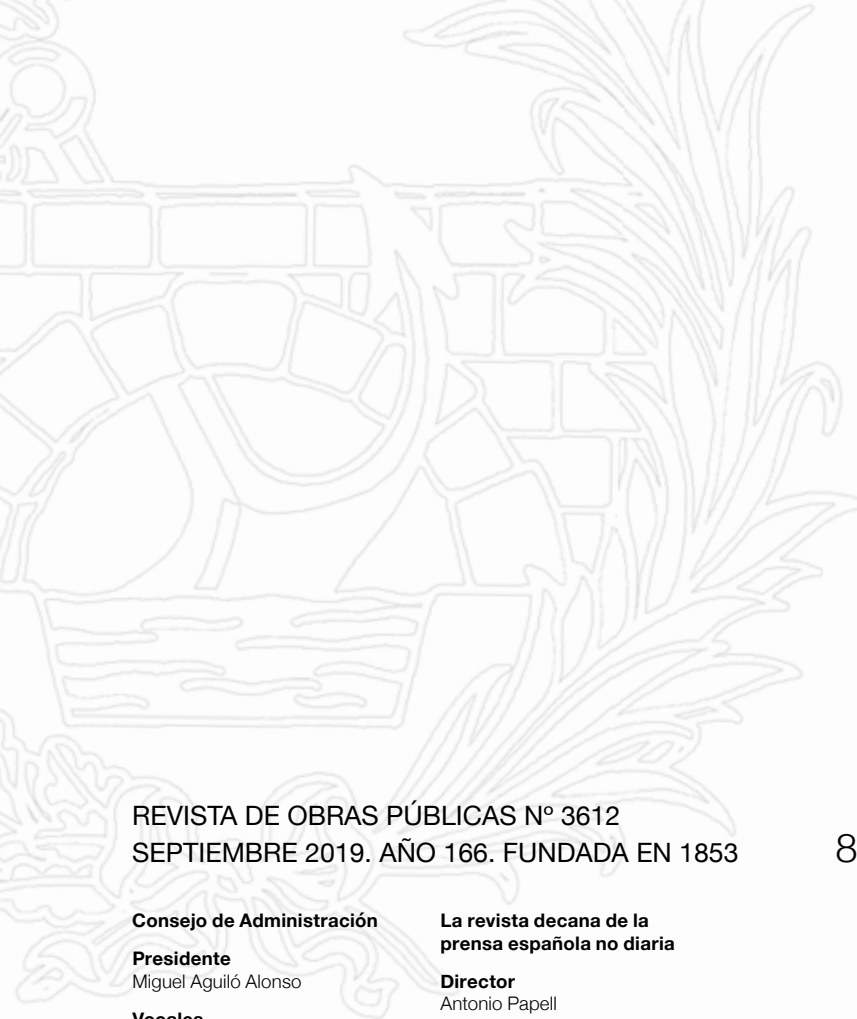 REVISTA DE OBRAS PÚBLICAS Nº 3612
SEPTIEMBRE 2019. AÑO 166. FUNDADA EN 1853
8
Consejo de Administración
Presidente
Miguel Aguiló Alonso
Vocales
La revista decana de la
prensa española no diaria
Director
Antonio Papell